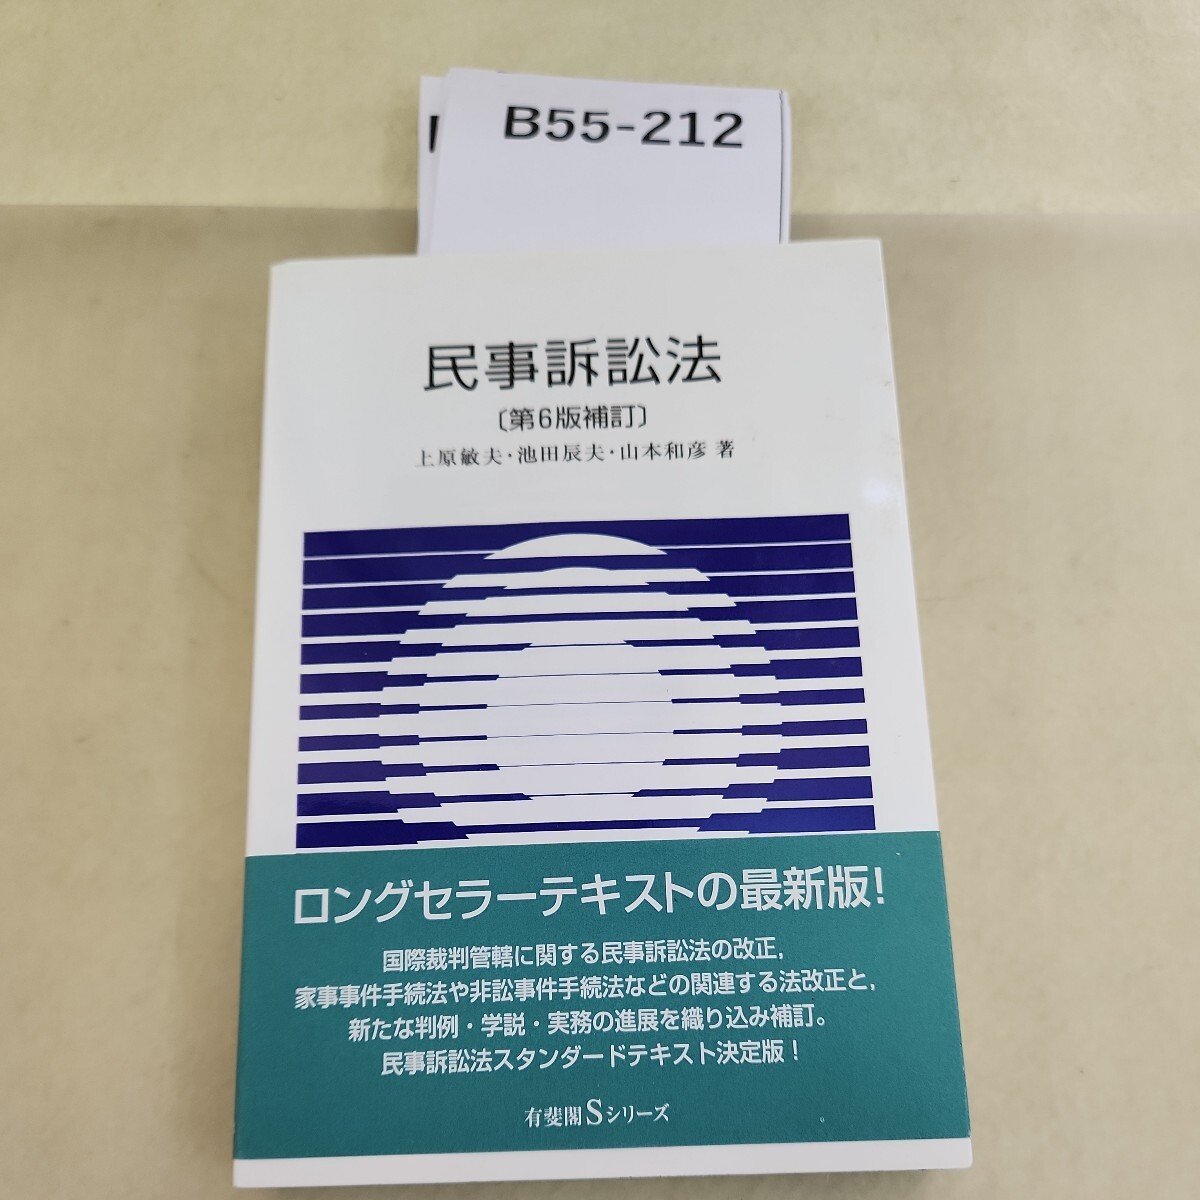 B55-212
民事訴訟法
〔第6版補訂〕
上原敏夫・池田辰夫・山本和彦 著
ロングセラーテキストの最新版!
国際裁判管轄に関する民事訴訟法の改正,
家事事件手続法や非訟事件手続法などの関連する法改正と,
新たな判例・学説・実務の進展を織り込み補訂。
民事訴訟法スタンダードテキスト決定版!
有斐閣Sシリーズ